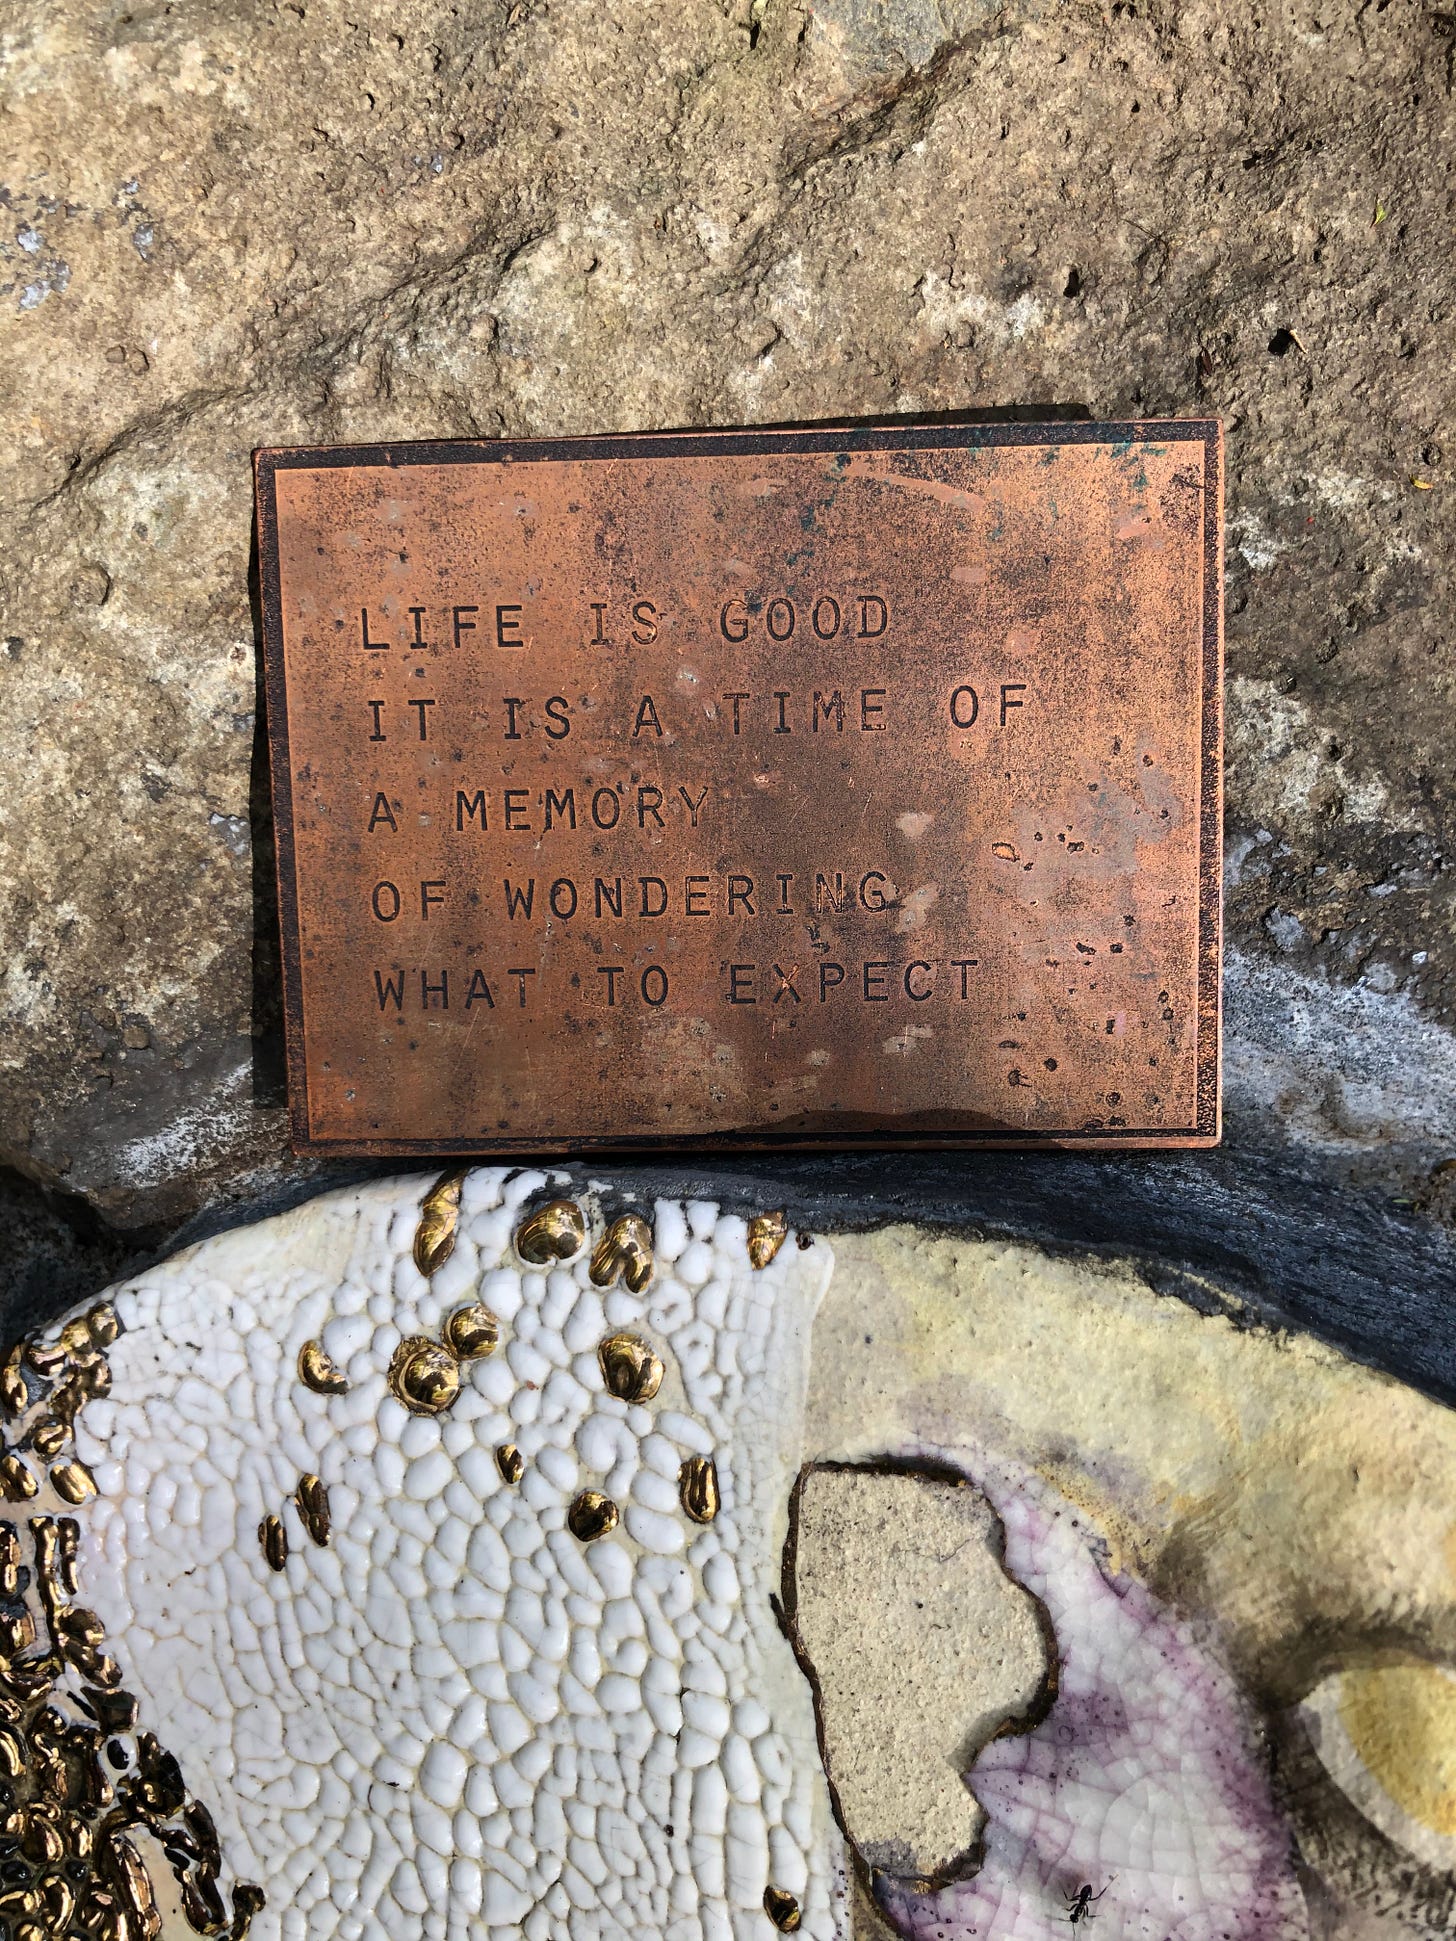 LIFE IS GOOD
IT IS A TIME OF
A MEMORY
OF WONDERING
WHAT TO EXPECT